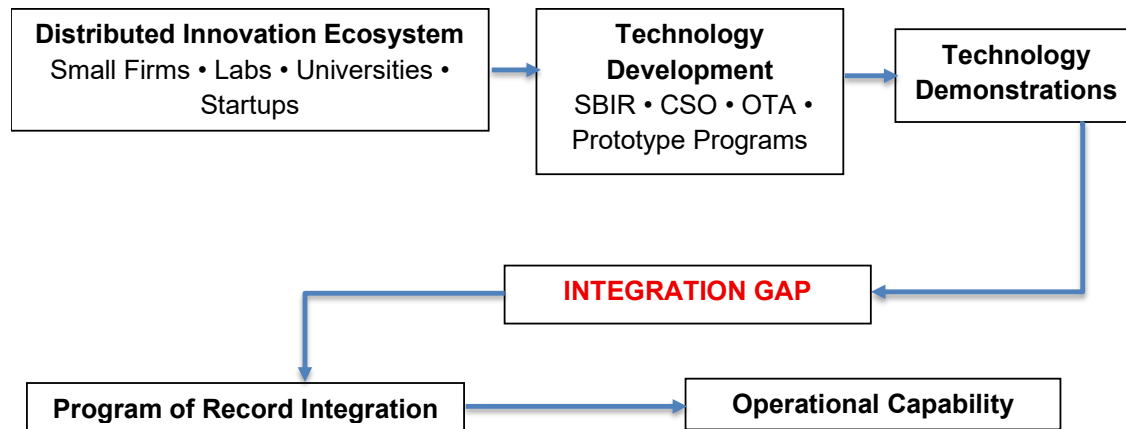 Distributed Innovation Ecosystem
Small Firms • Labs • Universities •
Startups
Technology
Development
SBIR • CSO • OTA •
Prototype Programs
Technology
Demonstrations
INTEGRATION GAP
Program of Record Integration
Operational Capability